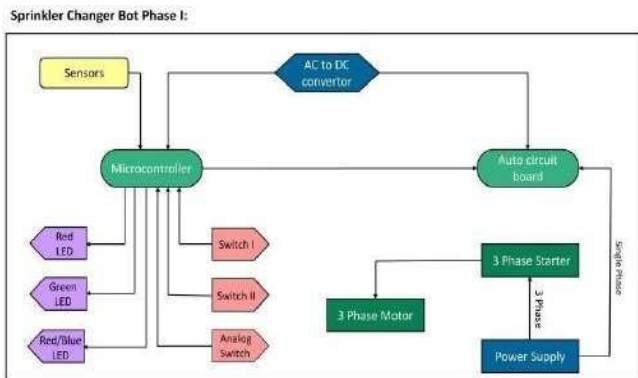 Sprinkler Changer Bot Phase I:
Sensors
AC to DC
convertor
Microcontroller
Auto circuit
board
Red
LED
Switch I
Green
LED
Switch II
Red/Blue
LED
Analog
Switch
3 Phase Starter
3 Phase Motor
3 Phase
Single Phase
Power Supply